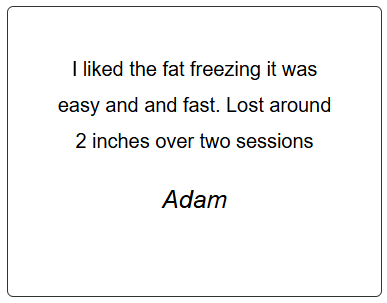 I liked the fat freezing it was
easy and and fast. Lost around
2 inches over two sessions
Adam